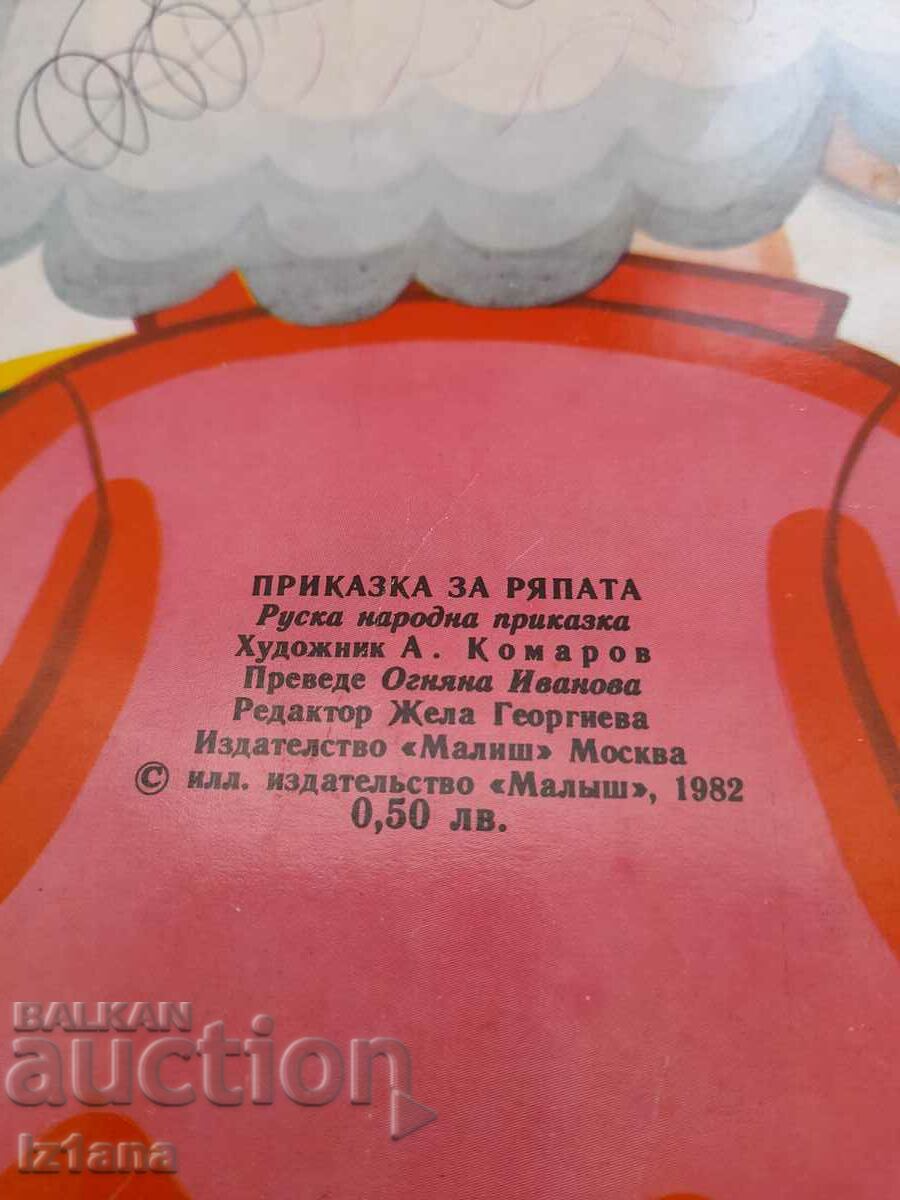 ПРИКАЗКА ЗА РЯПАТА
Руска народна приказка
Художник А. Комаров
Преведе Огняна Иванова
Редактор Жела Георгиева
Издателство «Малиш» Москва
© илл. издательство «Малыш», 1982
0,50 лв.
BALKAN
auction
Iz1ana